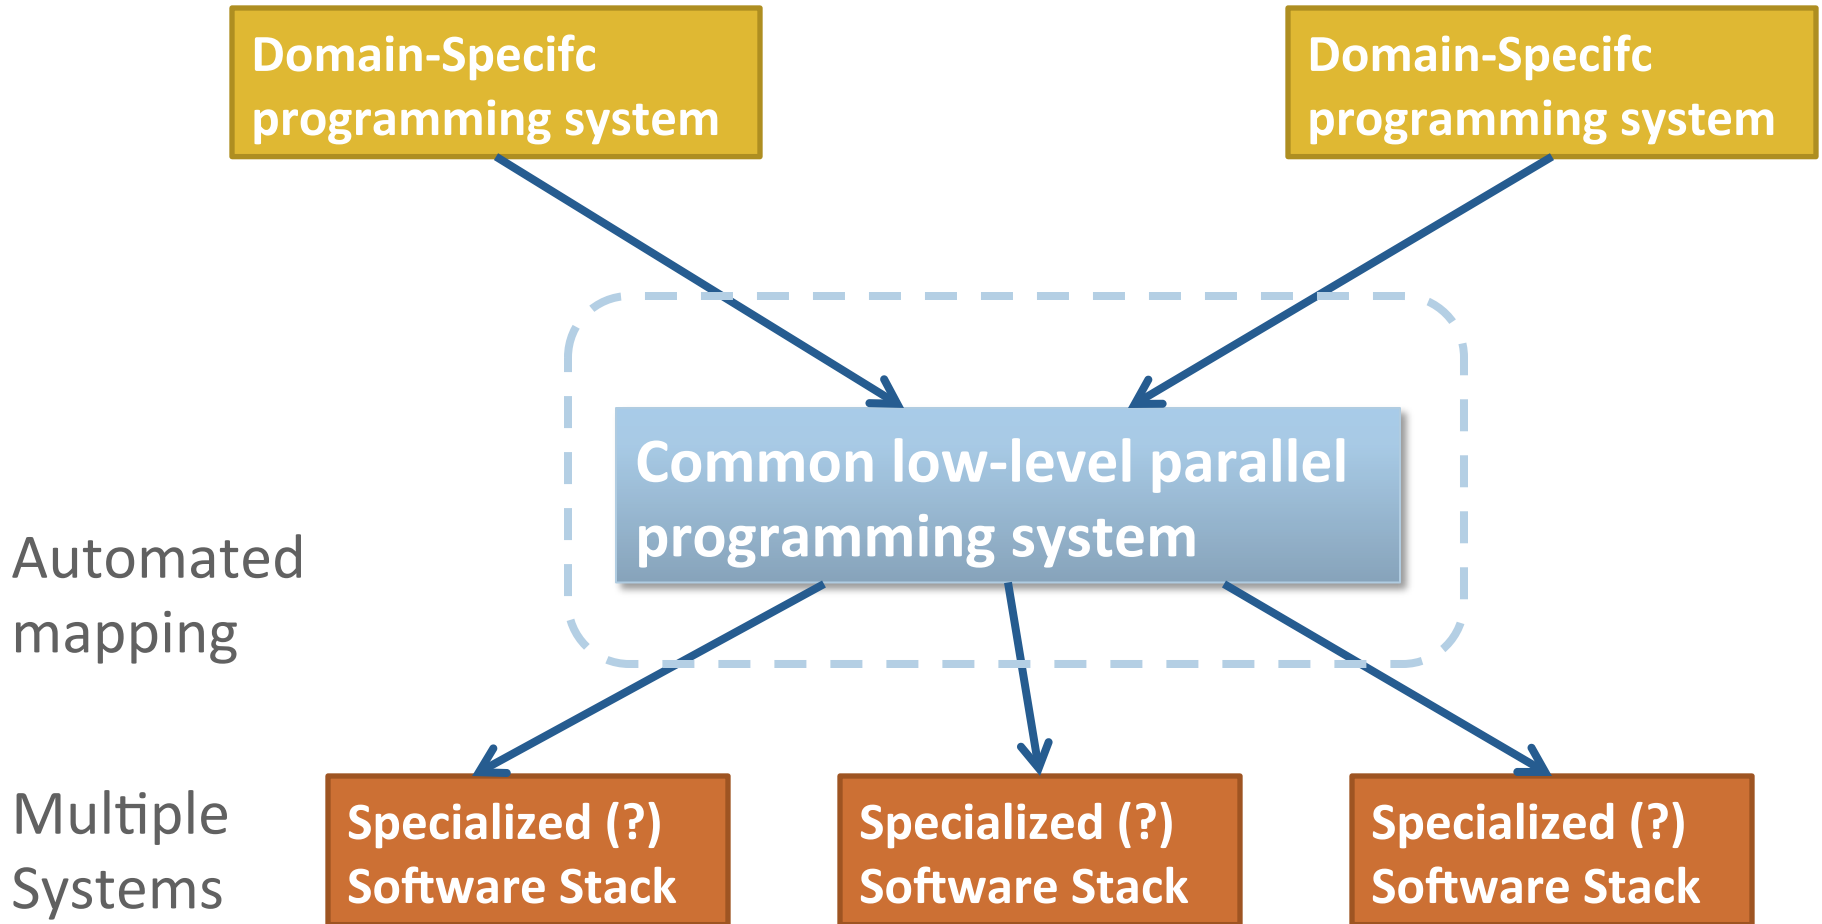 Domain-Specifc
programming system
Domain-Specifc
programming system
Common low-level parallel
programming system
Automated
mapping
Multiple
Systems
Specialized (?)
Software Stack
Specialized (?)
Software Stack
Specialized (?)
Software Stack